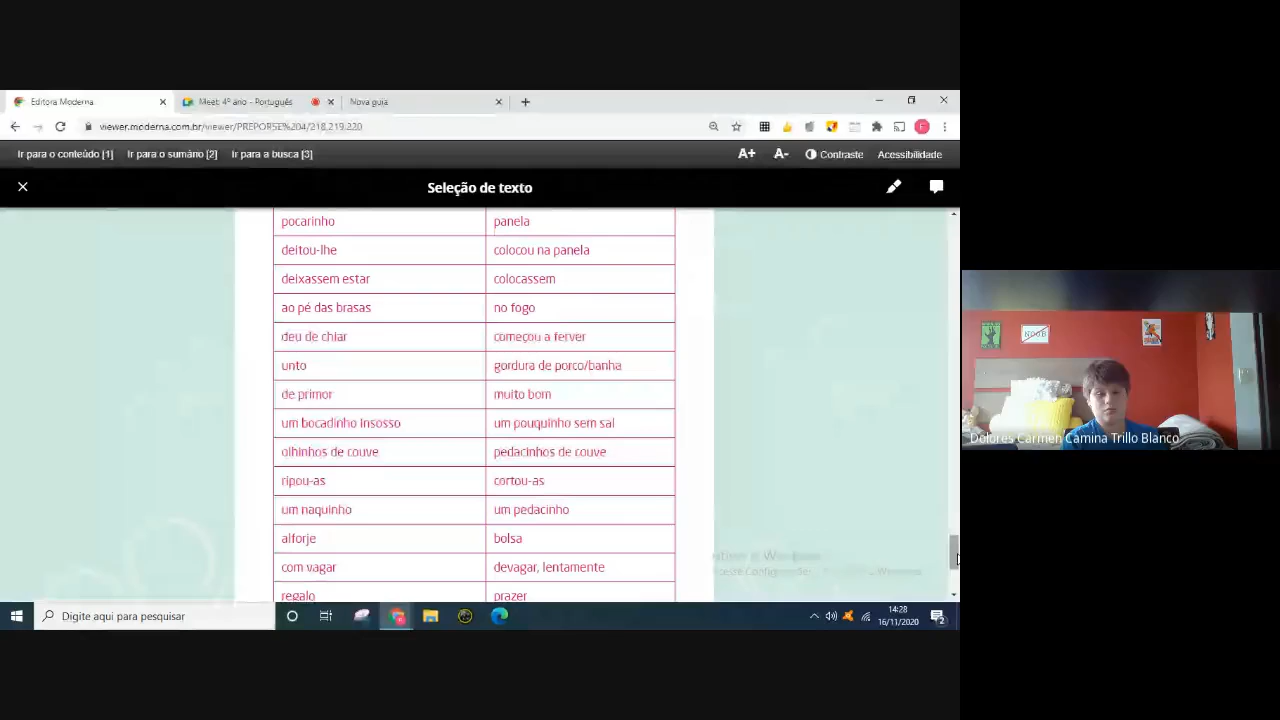 Editora Moderna
Meet: 4º ano - Português
Nova guia
viewer.moderna.com.br/viewer/PREPORSE%204/218,219,220
Ir para o conteúdo [1] Ir para o sumário [2] Ir para a busca [3]
A+ A- Contraste Acessibilidade
Seleção de texto
pocarinho panela
deitou-lhe colocou na panela
deixassem estar colocassem
ao pé das brasas no fogo
deu de chiar começou a ferver
unto gordura de porco/banha
de primor muito bom
um bocadinho insosso um pouquinho sem sal
olhinhos de couve pedacinhos de couve
ripou-as cortou-as
um naquinho um pedacinho
alforje bolsa
com vagar devagar, lentamente
regalo prazer
Digite aqui para pesquisar
14:28
16/11/2020
2
NOOB
Dolores Carmen Camina Trillo Blanco